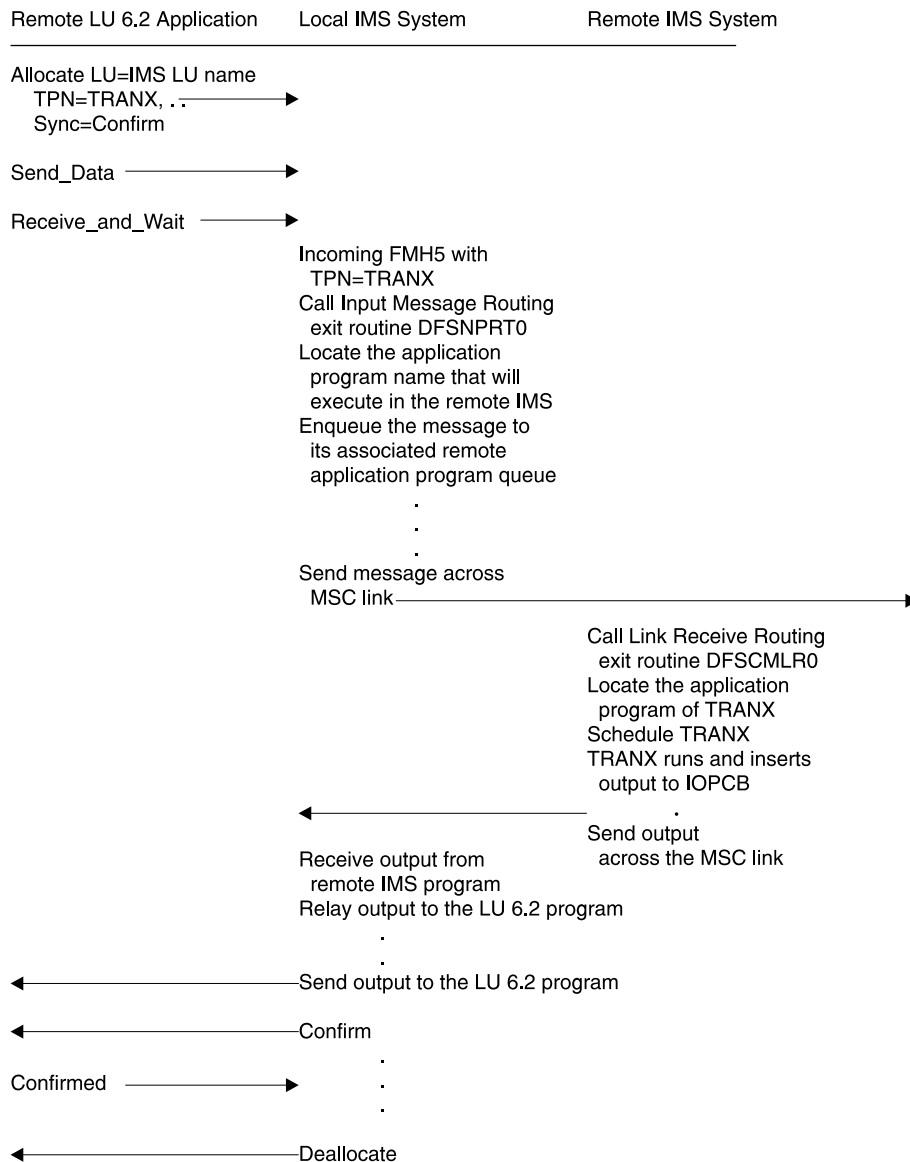 Remote LU 6.2 Application Local IMS System Remote IMS System
Allocate LU=IMS LU name
TPN=TRANX, . .
Sync=Confirm
Send_Data
Receive_and_Wait
Incoming FMH5 with
TPN=TRANX
Call Input Message Routing
exit routine DFSNPRT0
Locate the application
program name that will
execute in the remote IMS
Enqueue the message to
its associated remote
application program queue
.
.
.
Send message across
MSC link
Call Link Receive Routing
exit routine DFSCMLR0
Locate the application
program of TRANX
Schedule TRANX
TRANX runs and inserts
output to IOPCB
.
Send output
across the MSC link
Receive output from
remote IMS program
Relay output to the LU 6.2 program
.
.
Send output to the LU 6.2 program
Confirm
.
Confirmed .
.
Deallocate